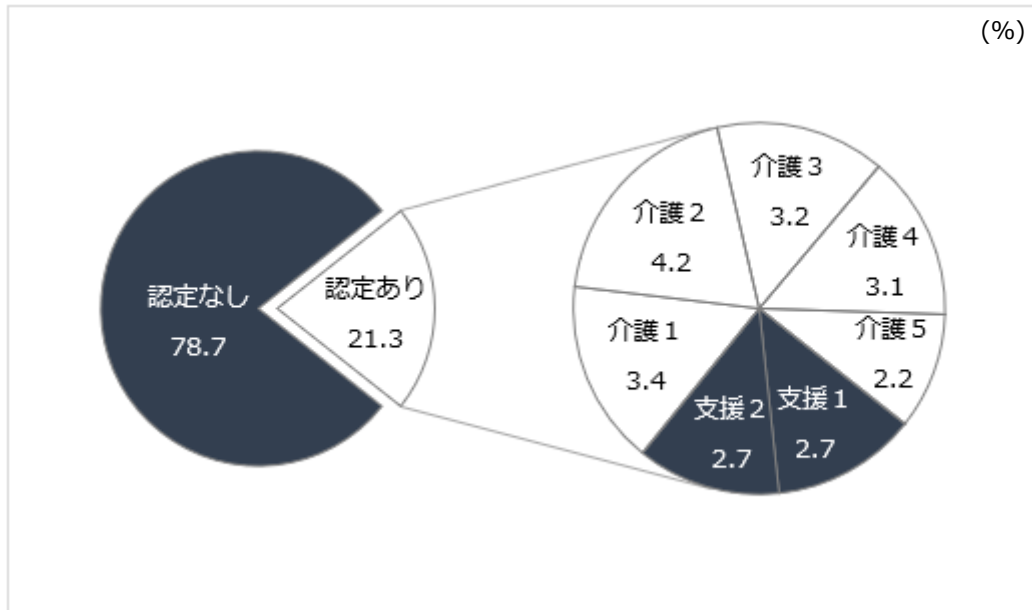 (%)
認定なし
78.7
認定あり
21.3
介護3
3.2
介護4
3.1
介護5
2.2
支援1
2.7
支援2
2.7
介護1
3.4
介護2
4.2